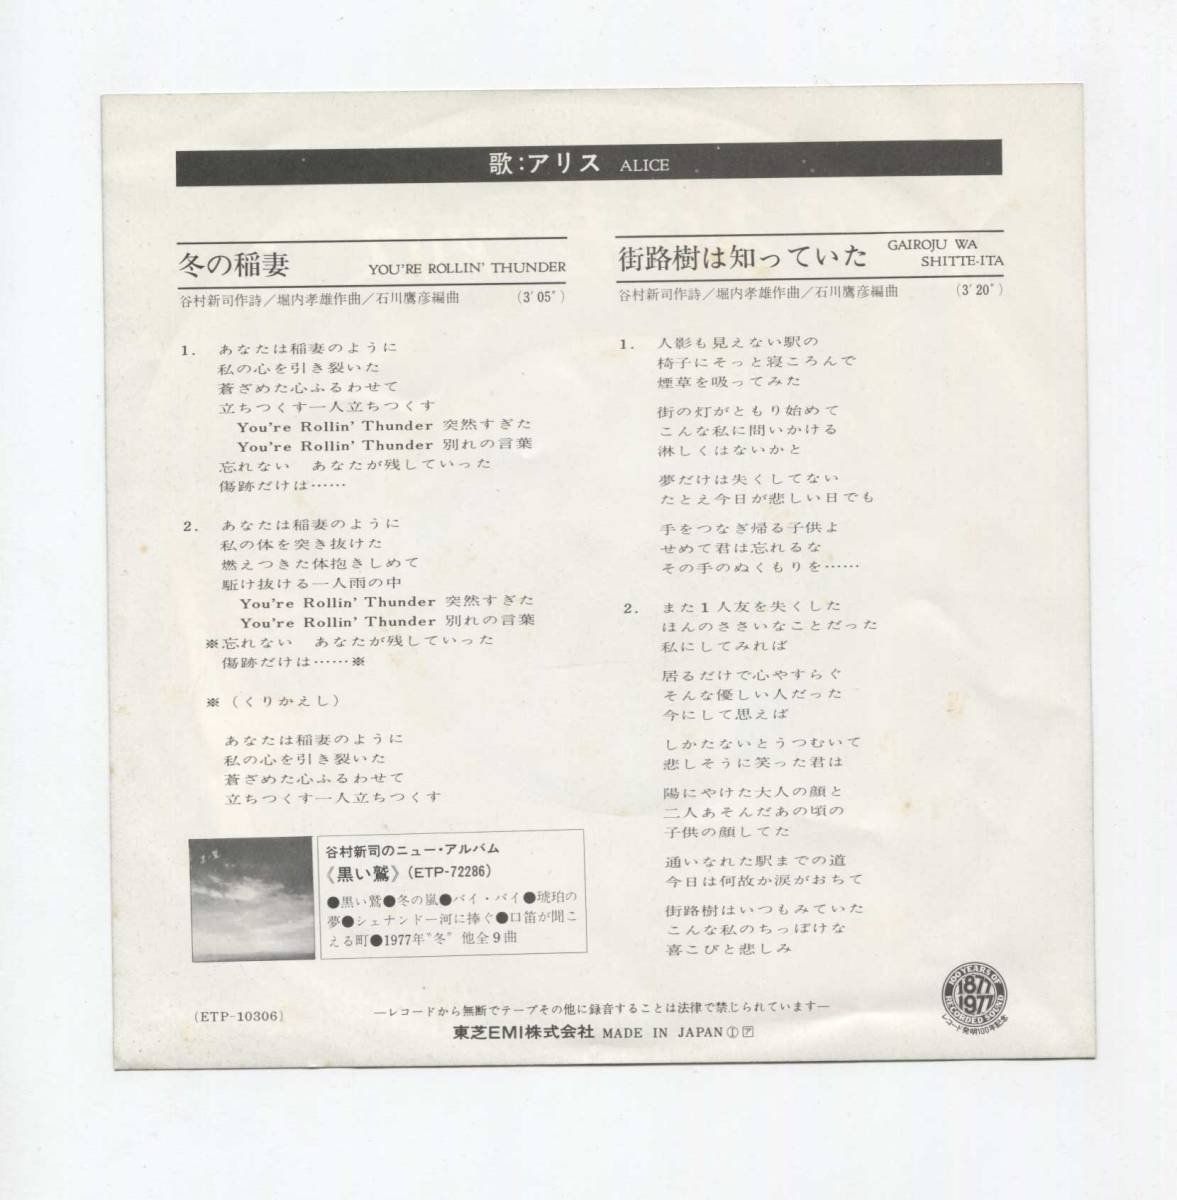 歌:アリス ALICE
冬の稲妻 YOU'RE ROLLIN' THUNDER
谷村新司作詩/堀内孝雄作曲/石川鷹彦編曲 (3'05")
1. あなたは稲妻のように
私の心を引き裂いた
蒼ざめた心ふるわせて
立ちつくす一人立ちつくす
You're Rollin' Thunder 突然すぎた
You're Rollin' Thunder 別れの言葉
忘れない あなたが残していった
傷跡だけは……
2. あなたは稲妻のように
私の体を突き抜けた
燃えつきた体抱きしめて
駈け抜ける一人雨の中
You're Rollin' Thunder 突然すぎた
You're Rollin' Thunder 別れの言葉
※忘れない あなたが残していった
傷跡だけは……※
※(くりかえし)
あなたは稲妻のように
私の心を引き裂いた
蒼ざめた心ふるわせて
立ちつくす一人立ちつくす
谷村新司のニュー・アルバム
《黒い鷲》(ETP-72286)
●黒い鷲●冬の嵐●バイ・バイ●琥珀の
夢●シェナンドー河に捧ぐ●口笛が聞こ
える町●1977年"冬" 他全9曲
街路樹は知っていた GAIROJU WA
SHITTE-ITA
谷村新司作詩/堀内孝雄作曲/石川鷹彦編曲 (3'20")
1. 人影も見えない駅の
椅子にそっと寝ころんで
煙草を吸ってみた
街の灯がともり始めて
こんな私に問いかける
淋しくはないかと
夢だけは失くしてない
たとえ今日が悲しい日でも
手をつなぎ帰る子供よ
せめて君は忘れるな
その手のぬくもりを……
2. また1人友を失くした
ほんのささいなことだった
私にしてみれば
居るだけで心やすらぐ
そんな優しい人だった
今にして思えば
しかたないとうつむいて
悲しそうに笑った君は
陽にやけた大人の顔と
二人あそんだあの頃の
子供の顔してた
通いなれた駅までの道
今日は何故か涙がおちて
街路樹はいつもみていた
こんな私のちっぽけな
喜こびと悲しみ
(ETP-10306)
—レコードから無断でテープその他に録音することは法律で禁じられています—
東芝EMI株式会社 MADE IN JAPAN①ア
100 YEARS OF
1877
1977
RECORDED SOUND
レコード発明100年記念